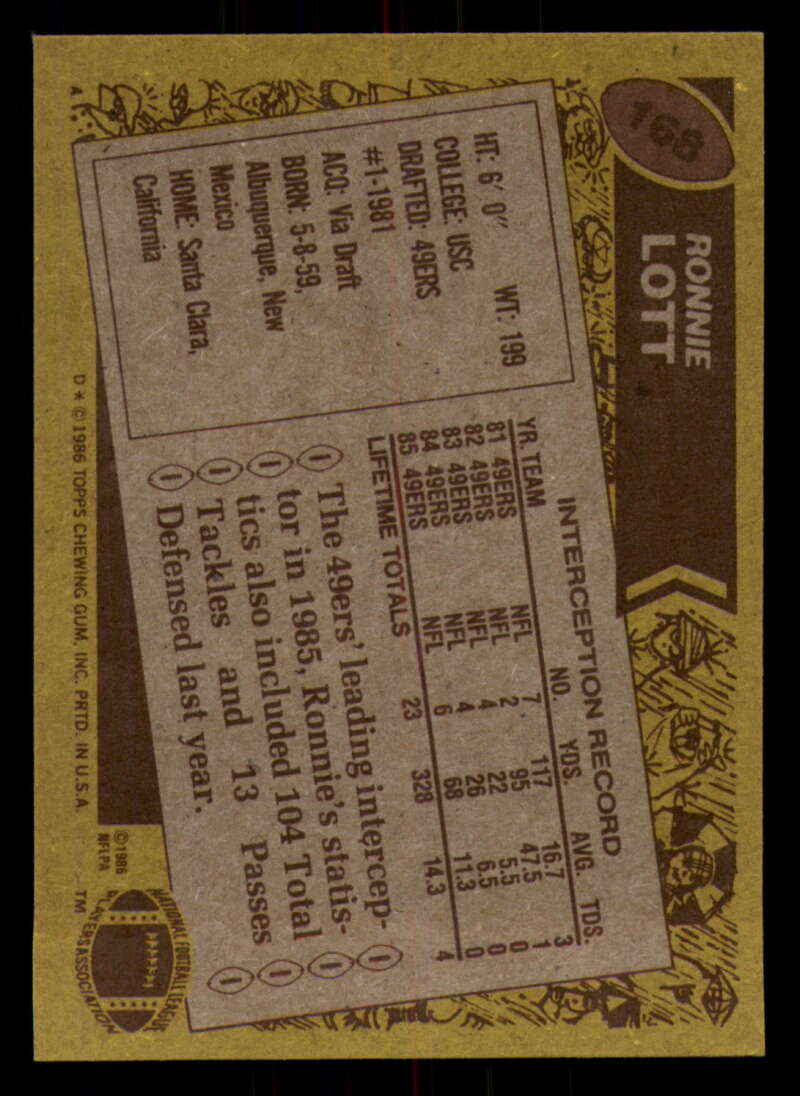 168
RONNIE
LOTT
HT: 6' 0" WT: 199
COLLEGE: USC
DRAFTED: 49ERS
#1-1981
ACQ: Via Draft
BORN: 5-8-59,
Albuquerque, New
Mexico
HOME: Santa Clara,
California
INTERCEPTION RECORD
YR. TEAM NO. YDS. AVG. TDS.
81 49ERS NFL 7 117 16.7 3
82 49ERS NFL 2 95 47.5 1
83 49ERS NFL 4 22 5.5 0
84 49ERS NFL 4 26 6.5 0
85 49ERS NFL 6 68 11.3 0
LIFETIME TOTALS 23 328 14.3 4
The 49ers' leading intercep-
tor in 1985, Ronnie's statis-
tics also included 104 Total
Tackles and 13 Passes
Defensed last year.
4
D * © 1986 TOPPS CHEWING GUM, INC. PRTD. IN U.S.A.
© 1986
NFLPA
NATIONAL FOOTBALL LEAGUE
PLAYERS ASSOCIATION
TM